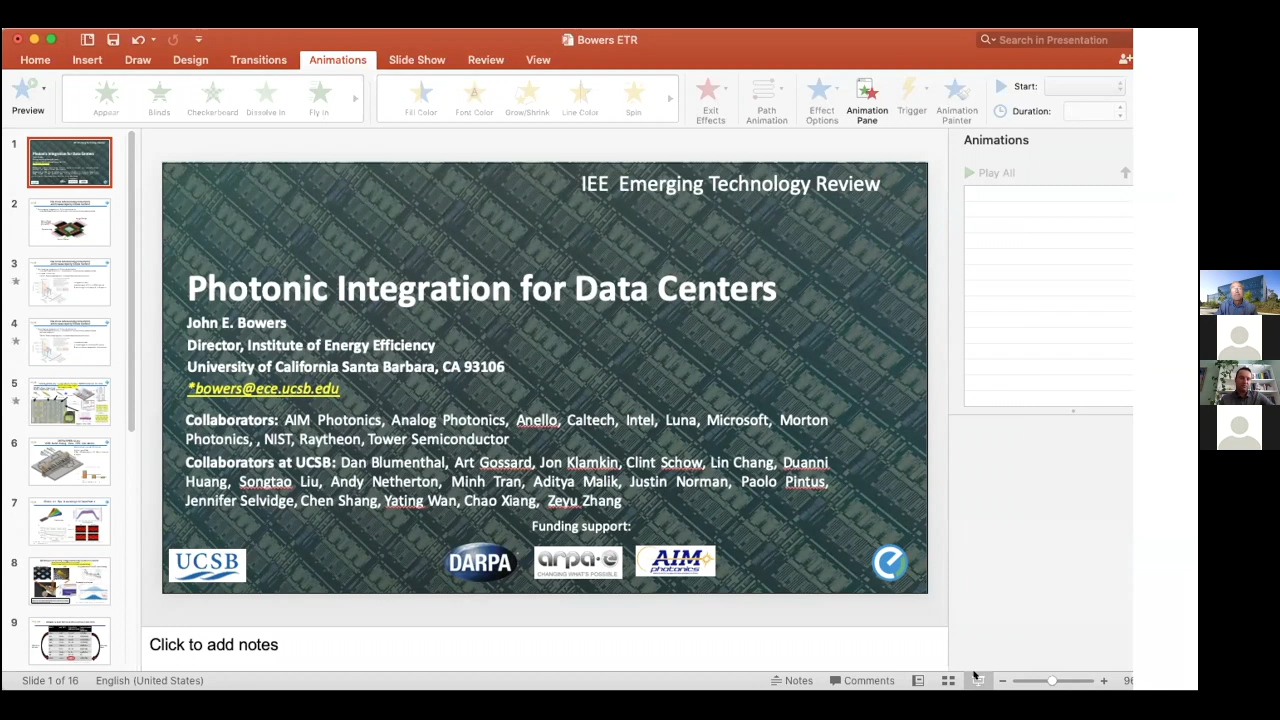 Bowers ETR
Search in Presentation
Home Insert Draw Design Transitions Animations Slide Show Review View
Preview
Appear Blinds Checkerboard Dissolve In Fly In
Fill Color Font Color Grow/Shrink Line Color Spin
Exit Effects
Path Animation
Effect Options
Animation Pane
Trigger
Animation Painter
Start:
Duration:
Animations
Play All
1
2
3
4
5
6
7
8
9
IEE Emerging Technology Review
Photonic Integration for Data Centers
John E. Bowers
Director, Institute of Energy Efficiency
University of California Santa Barbara, CA 93106
*bowers@ece.ucsb.edu
Collaborators: AIM Photonics, Analog Photonics, Anello, Caltech, Intel, Luna, Microsoft, Morton
Photonics, , NIST, Raytheon, Tower Semiconductor
Collaborators at UCSB: Dan Blumenthal, Art Gossard, Jon Klamkin, Clint Schow, Lin Chang, Duanni
Huang, Songtao Liu, Andy Netherton, Minh Tran, Aditya Malik, Justin Norman, Paolo Pintus,
Jennifer Selvidge, Chen Shang, Yating Wan, Chao Xiang, Zeyu Zhang
Funding support:
UCSB
DARPA
arpa·e
CHANGING WHAT'S POSSIBLE
AIM
photonics
Click to add notes
Slide 1 of 16 English (United States)
Notes Comments